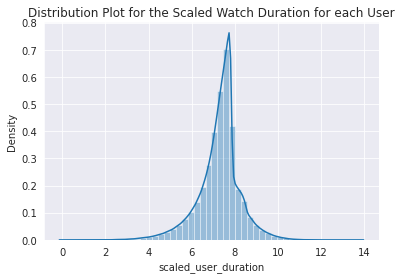 Distribution Plot for the Scaled Watch Duration for each User
0.8
0.7
0.6
0.5
0.4
0.3
0.2
0.1
0.0
Density
0 2 4 6 8 10 12 14
scaled_user_duration